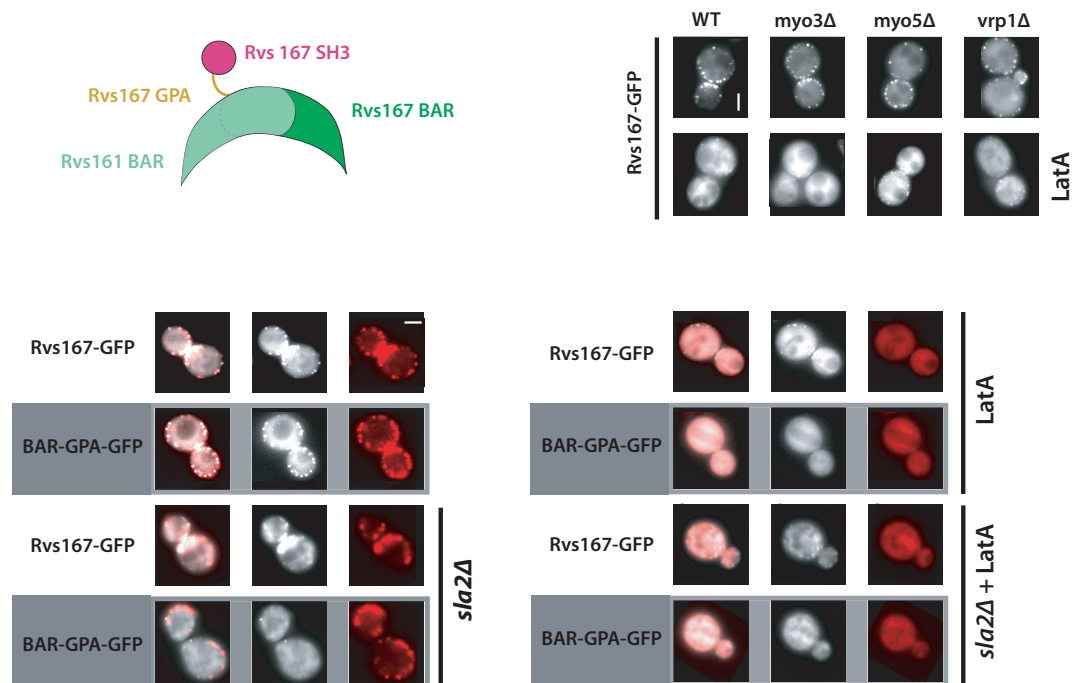 Rvs 167 SH3
Rvs167 GPA
Rvs167 BAR
Rvs161 BAR
WT myo3Δ myo5Δ vrp1Δ
Rvs167-GFP
LatA
Rvs167-GFP
BAR-GPA-GFP
Rvs167-GFP
BAR-GPA-GFP
sla2Δ
Rvs167-GFP
BAR-GPA-GFP
LatA
Rvs167-GFP
BAR-GPA-GFP
sla2Δ + LatA